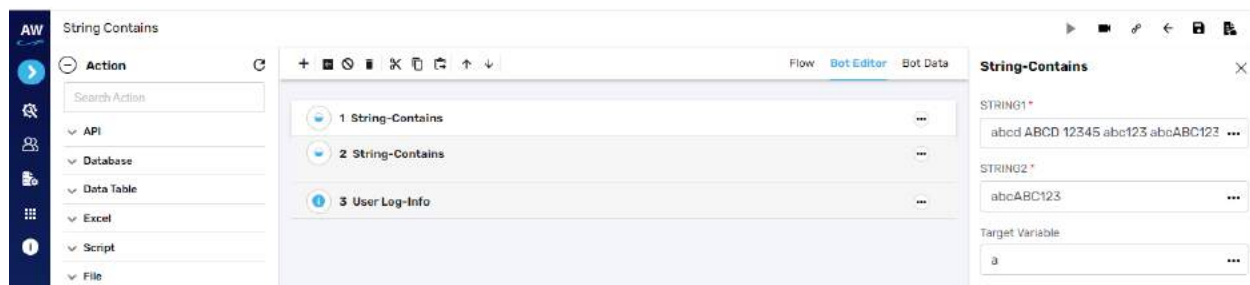 AW String Contains
Action
Flow Bot Editor Bot Data
String-Contains
Search Action
API
Database
Data Table
Excel
Script
File
1 String-Contains
2 String-Contains
3 User Log-Info
STRING1 *
abcd ABCD 12345 abc123 abcABC123
STRING2 *
abcABC123
Target Variable
a